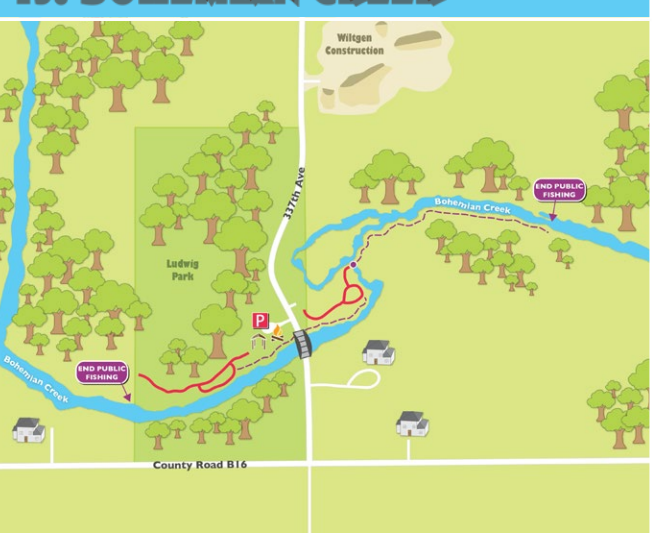 Wiltgen
Construction
337th Ave
END PUBLIC
FISHING
Bohemian Creek
Ludwig
Park
P
END PUBLIC
FISHING
Bohemian Creek
County Road B16